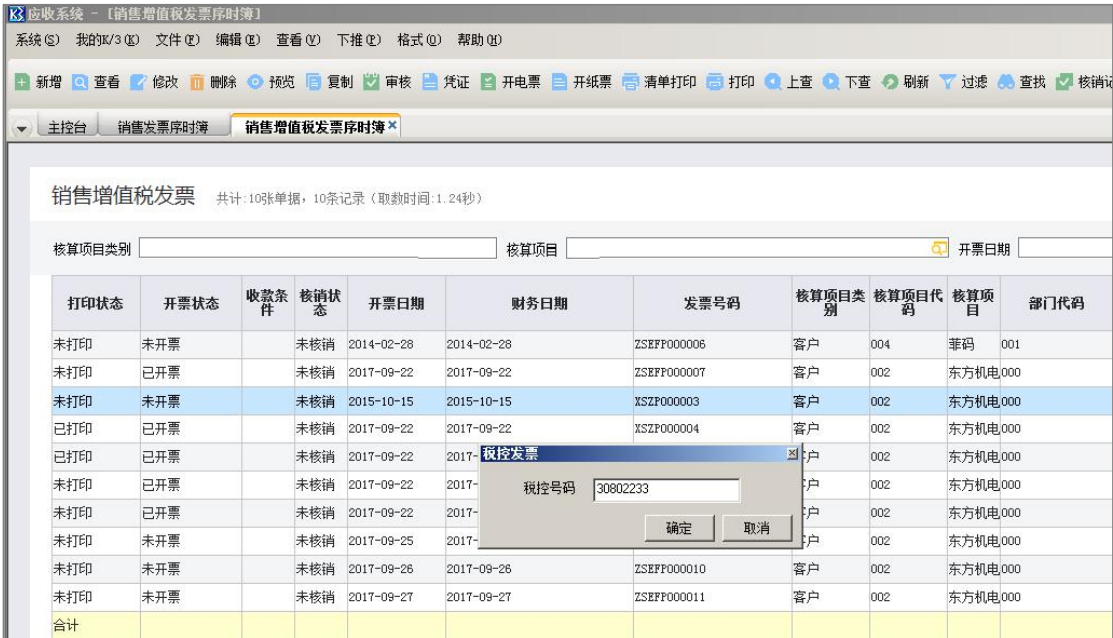 K3 应收系统 - [销售增值税发票序时簿]
系统(S) 我的K/3(K) 文件(F) 编辑(E) 查看(V) 下推(P) 格式(O) 帮助(H)
新增 查看 修改 删除 预览 复制 审核 凭证 开电票 开纸票 清单打印 打印 上查 下查 刷新 过滤 查找 核销
主控台 销售发票序时簿 销售增值税发票序时簿
销售增值税发票 共计:10张单据，10条记录（取数时间:1.24秒）
核算项目类别 核算项目 开票日期
打印状态 开票状态 收款条件 核销状态 开票日期 财务日期 发票号码 核算项目类别 核算项目代码 核算项目 部门代码
未打印 未开票 未核销 2014-02-28 2014-02-28 ZSEFP000006 客户 004 菲码 001
未打印 已开票 未核销 2017-09-22 2017-09-22 ZSEFP000007 客户 002 东方机电 000
未打印 未开票 未核销 2015-10-15 2015-10-15 XSZP000003 客户 002 东方机电 000
已打印 已开票 未核销 2017-09-22 2017-09-22 XSZP000004 客户 002 东方机电 000
已打印 已开票 未核销 2017-09-22 2017- 户 002 东方机电 000
未打印 已开票 未核销 2017-09-22 2017- 户 002 东方机电 000
未打印 已开票 未核销 2017-09-22 2017- 户 002 东方机电 000
未打印 未开票 未核销 2017-09-25 2017- 户 002 东方机电 000
未打印 未开票 未核销 2017-09-26 2017-09-26 ZSEFP000010 客户 002 东方机电 000
未打印 未开票 未核销 2017-09-27 2017-09-27 ZSEFP000011 客户 002 东方机电 000
合计
税控发票
税控号码 30802233
确定 取消